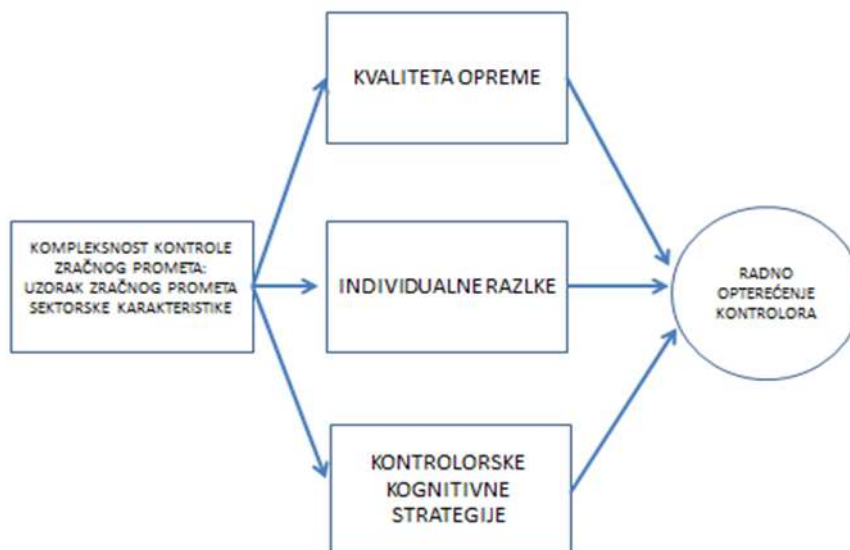 KVALITETA OPREME
KOMPLEKSNOST KONTROLE
ZRAČNOG PROMETA:
UZORAK ZRAČNOG PROMETA
SEKTORSKE KARAKTERISTIKE
INDIVIDUALNE RAZLKE
RADNO
OPTEREĆENJE
KONTROLORA
KONTROLORSKE
KOGNITIVNE
STRATEGIJE